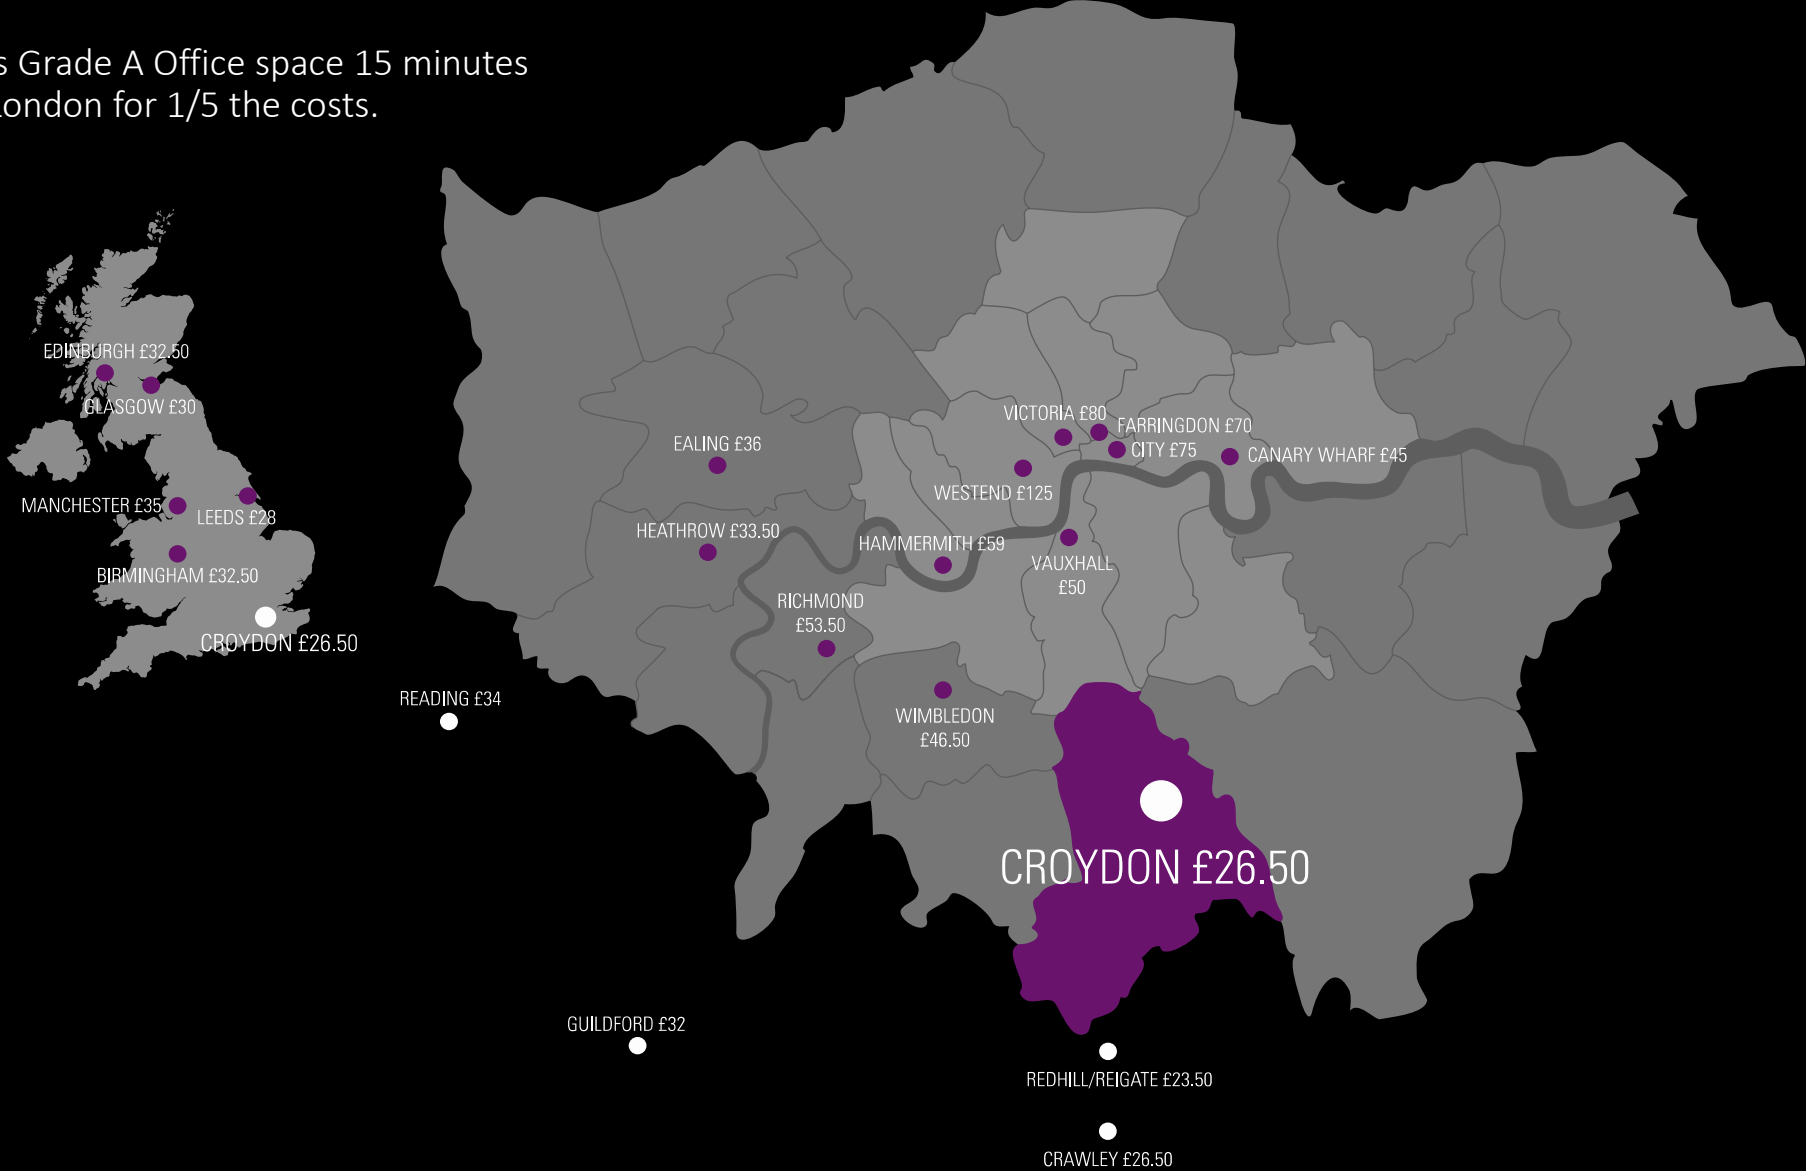 s Grade A Office space 15 minutes
London for 1/5 the costs.
EDINBURGH £32.50
GLASGOW £30
MANCHESTER £35
LEEDS £28
BIRMINGHAM £32.50
CROYDON £26.50
READING £34
GUILDFORD £32
EALING £36
HEATHROW £33.50
RICHMOND
£53.50
HAMMERMITH £59
WIMBLEDON
£46.50
VICTORIA £80
FARRINGDON £70
CITY £75
WESTEND £125
CANARY WHARF £45
VAUXHALL
£50
CROYDON £26.50
REDHILL/REIGATE £23.50
CRAWLEY £26.50